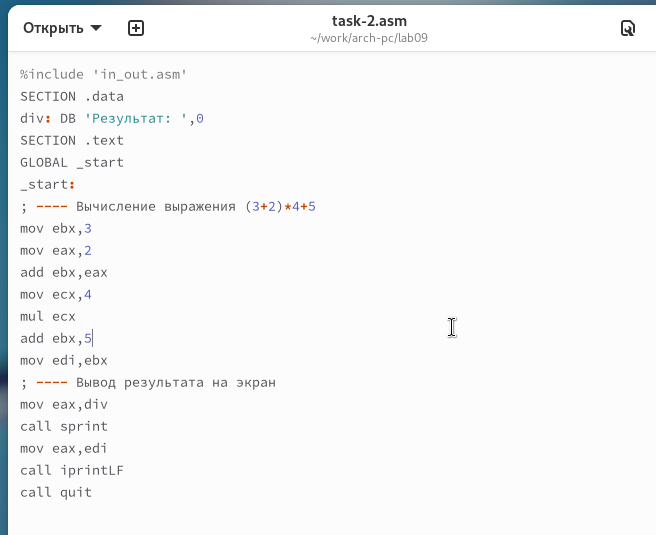 Открыть
task-2.asm
~/work/arch-pc/lab09
%include 'in_out.asm'
SECTION .data
div: DB 'Результат: ',0
SECTION .text
GLOBAL _start
_start:
; ---- Вычисление выражения (3+2)*4+5
mov ebx,3
mov eax,2
add ebx,eax
mov ecx,4
mul ecx
add ebx,5
mov edi,ebx
; ---- Вывод результата на экран
mov eax,div
call sprint
mov eax,edi
call iprintLF
call quit